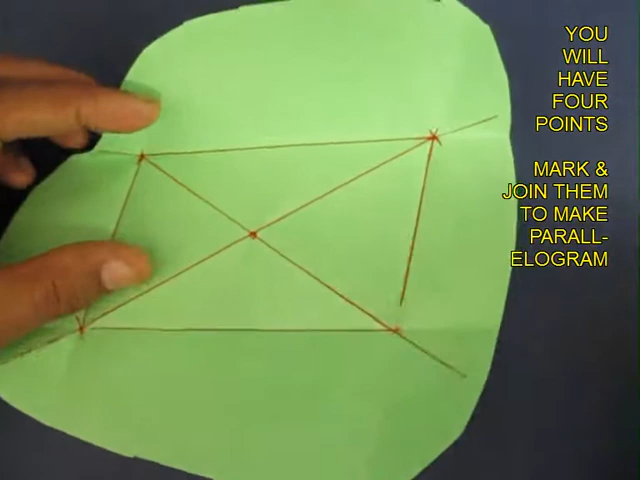 YOU
WILL
HAVE
FOUR
POINTS
MARK &
JOIN THEM
TO MAKE
PARALL-
ELOGRAM